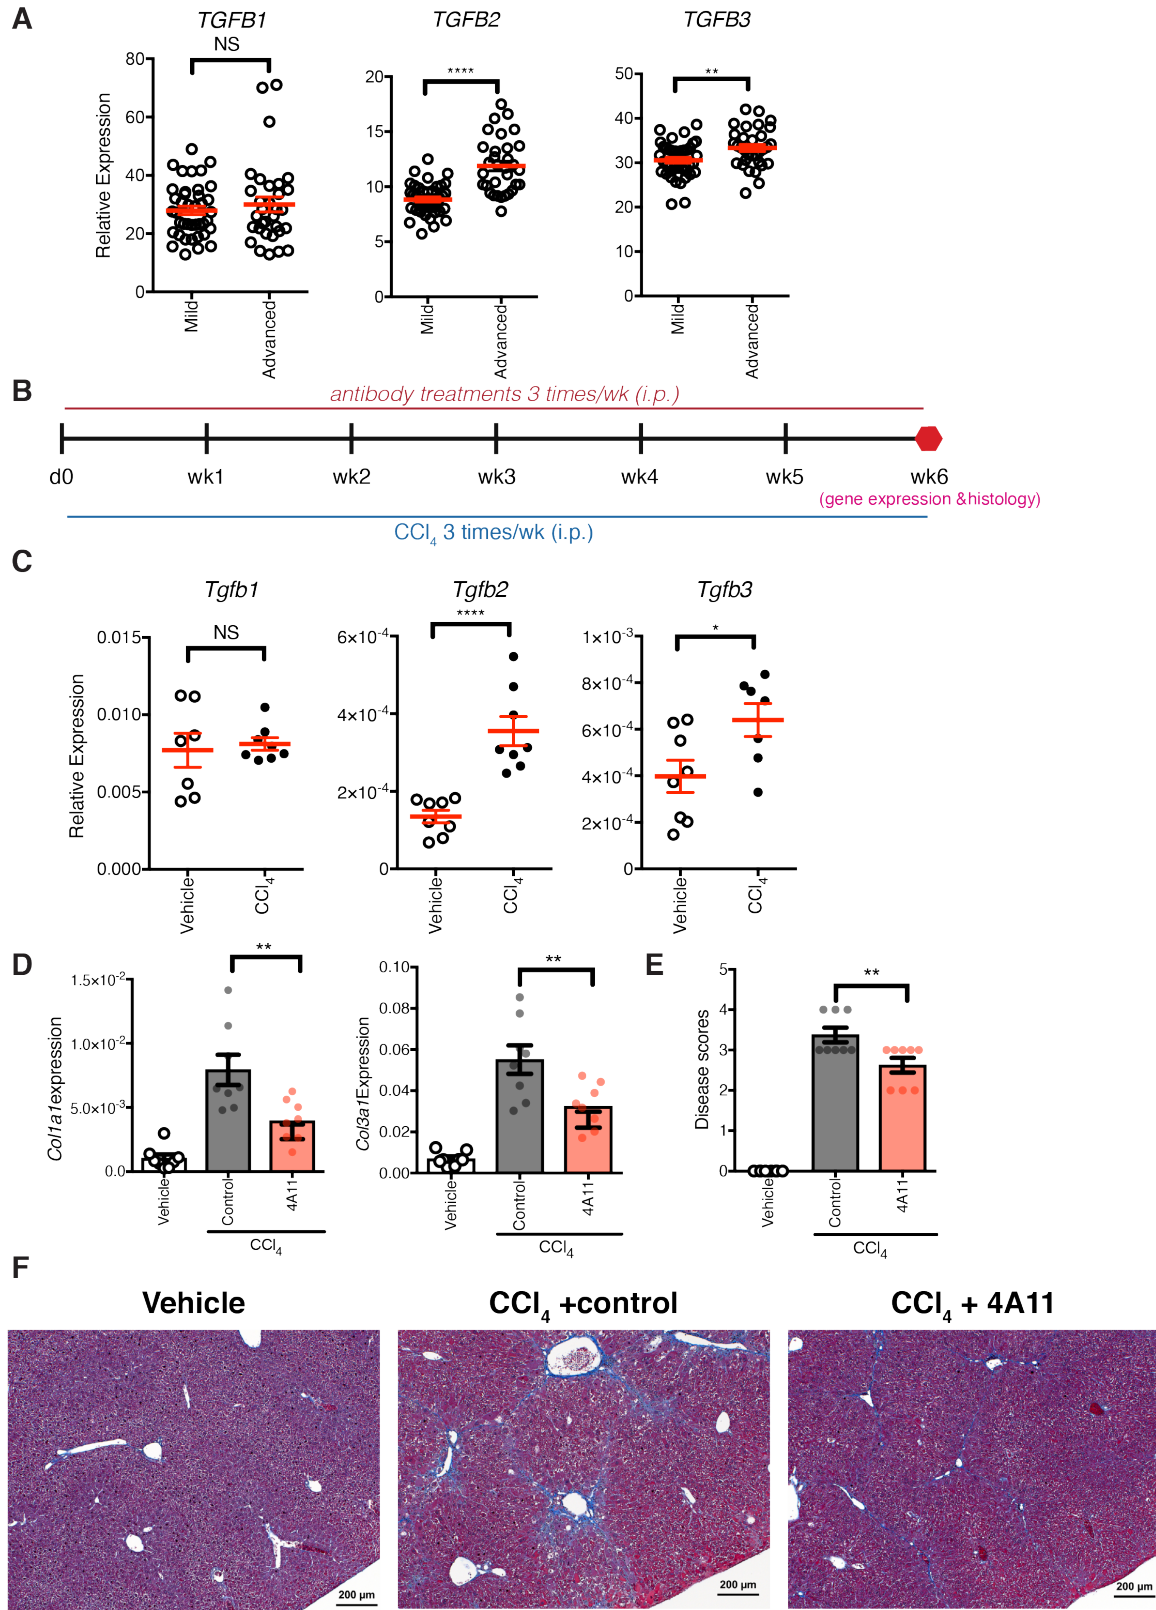 A
TGFB1
TGFB2
TGFB3
NS
****
**
Relative Expression
80
60
40
20
0
20
15
10
5
0
50
40
30
20
10
0
Mild
Advanced
Mild
Advanced
Mild
Advanced
B
antibody treatments 3 times/wk (i.p.)
d0
wk1
wk2
wk3
wk4
wk5
wk6
(gene expression &histology)
CCl4 3 times/wk (i.p.)
C
Tgfb1
Tgfb2
Tgfb3
NS
****
*
Relative Expression
0.015
0.010
0.005
0.000
6×10-4
4×10-4
2×10-4
0
1×10-3
8×10-4
6×10-4
4×10-4
2×10-4
0
Vehicle
CCl4
Vehicle
CCl4
Vehicle
CCl4
D
**
Col1a1expression
1.5×10-2
1.0×10-2
5.0×10-3
0.0
Vehicle
Control
4A11
CCl4
**
Col3a1Expression
0.10
0.08
0.06
0.04
0.02
0.00
Vehicle
Control
4A11
CCl4
E
**
Disease scores
5
4
3
2
1
0
Vehicle
Control
4A11
CCl4
F
Vehicle
CCl4 +control
CCl4 + 4A11
200 µm
200 µm
200 µm